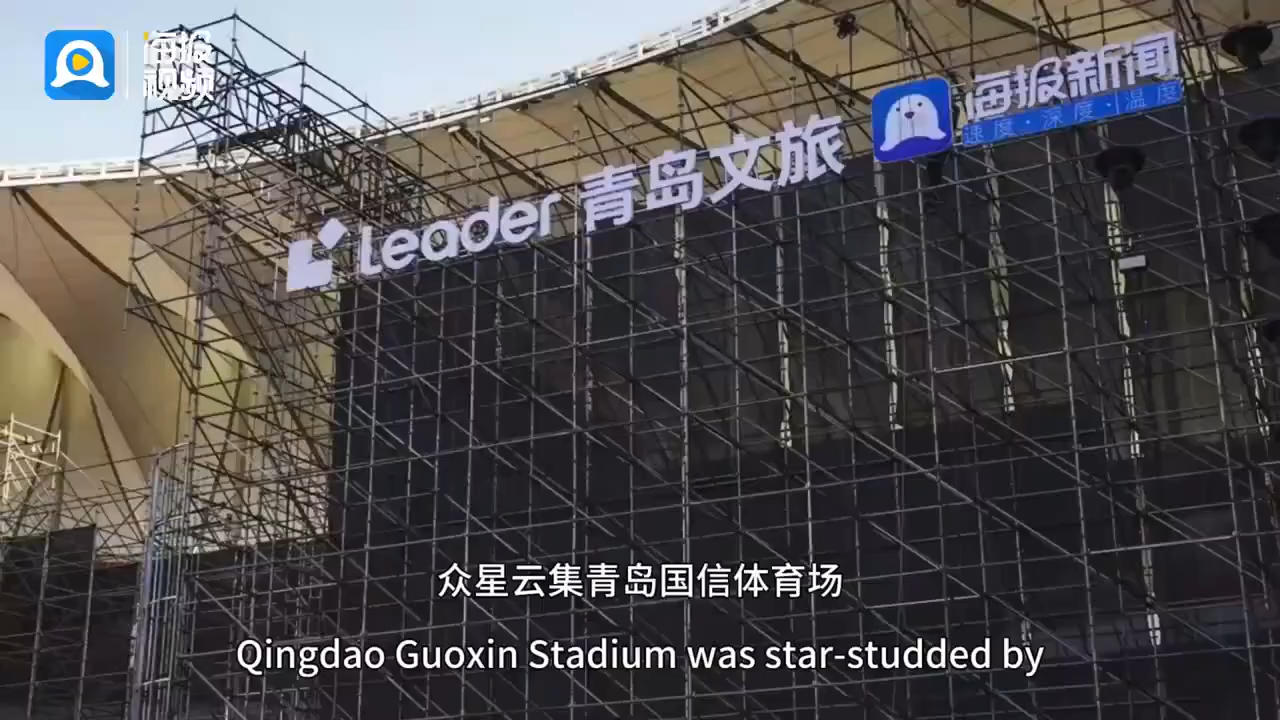 海报
视频
Leader 青岛文旅
海报新闻
速度·深度·温度
众星云集青岛国信体育场
Qingdao Guoxin Stadium was star-studded by